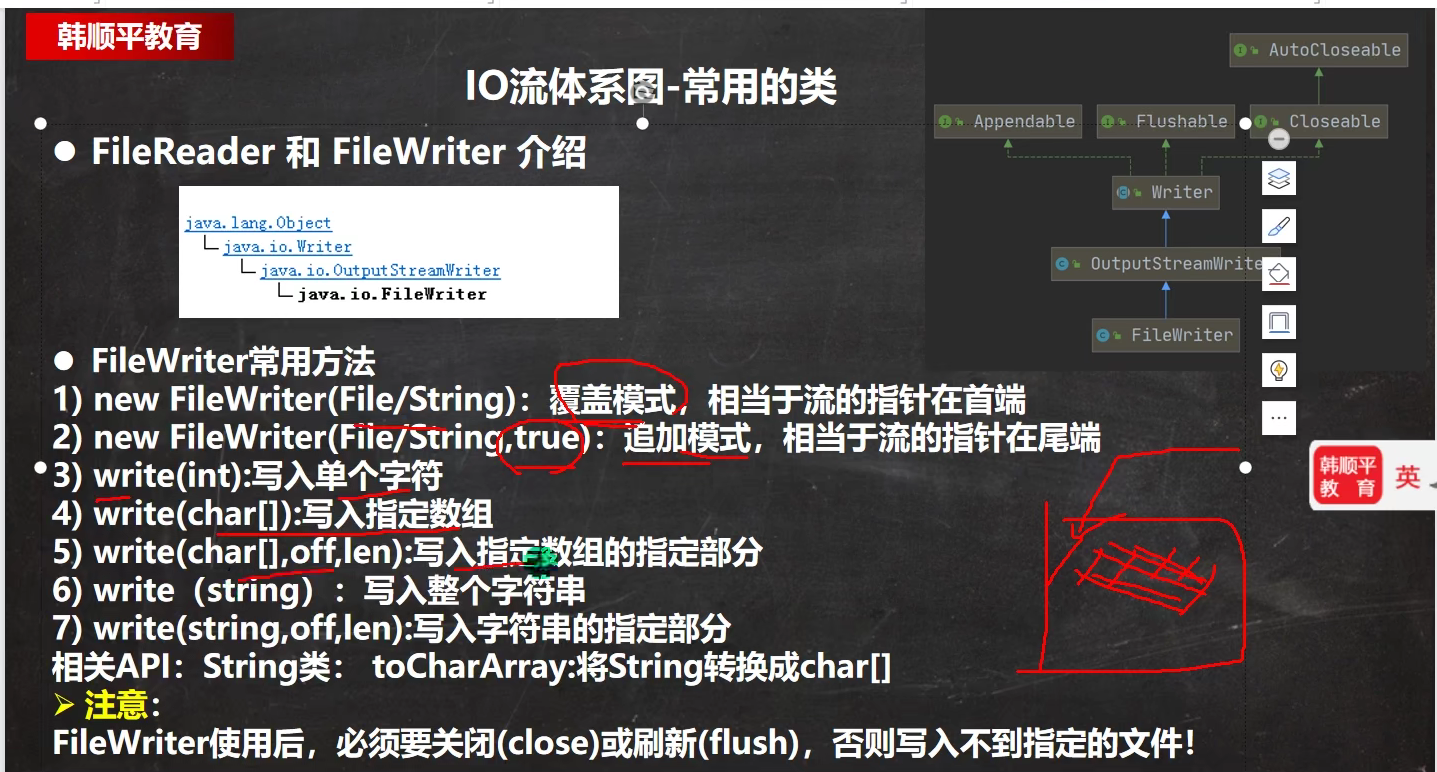 韩顺平教育
IO流体系图-常用的类
AutoCloseable
Appendable
Flushable
Closeable
Writer
OutputStreamWrite
FileWriter
● FileReader 和 FileWriter 介绍
java.lang.Object
java.io.Writer
java.io.OutputStreamWriter
java.io.FileWriter
● FileWriter常用方法
1) new FileWriter(File/String)：覆盖模式，相当于流的指针在首端
2) new FileWriter(File/String,true)：追加模式，相当于流的指针在尾端
3) write(int):写入单个字符
4) write(char[]):写入指定数组
5) write(char[],off,len):写入指定数组的指定部分
6) write（string）：写入整个字符串
7) write(string,off,len):写入字符串的指定部分
相关API：String类： toCharArray:将String转换成char[]
➢ 注意：
FileWriter使用后，必须要关闭(close)或刷新(flush)，否则写入不到指定的文件！
韩顺平
教 育
英